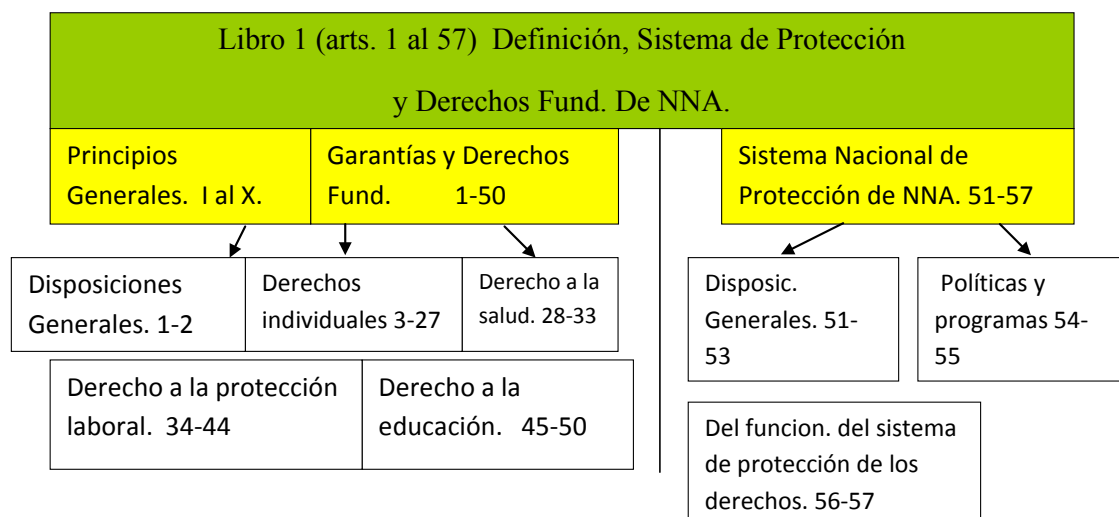 Libro 1 (arts. 1 al 57) Definición, Sistema de Protección
y Derechos Fund. De NNA.
Principios
Generales. I al X.
Garantías y Derechos
Fund. 1-50
Sistema Nacional de
Protección de NNA. 51-57
Disposiciones
Generales. 1-2
Derechos
individuales 3-27
Derecho a la
salud. 28-33
Disposic.
Generales. 51-
53
Políticas y
programas 54-
55
Derecho a la protección
laboral. 34-44
Derecho a la
educación. 45-50
Del funcion. del sistema
de protección de los
derechos. 56-57